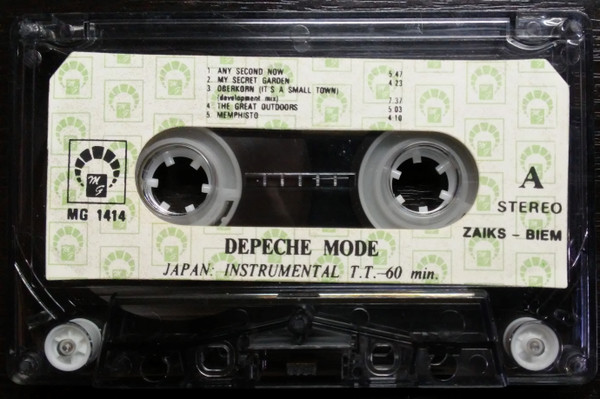 1. ANY SECOND NOW 5.47
2. MY SECRET GARDEN 4.23
3. OBERKORN (IT'S A SMALL TOWN)
(development mix) 7.37
4. THE GREAT OUTDOORS 5.03
5. MEMPHISTO 4.10
MG
MG 1414
A
STEREO
ZAIKS - BIEM
DEPECHE MODE
JAPAN: INSTRUMENTAL T.T.-60 min.